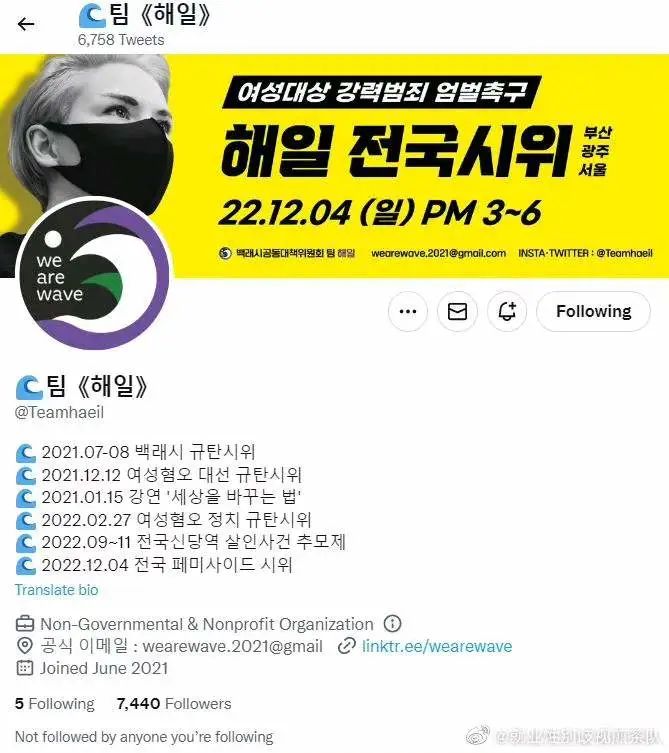 팀《해일》
6,758 Tweets
여성대상 강력범죄 엄벌촉구
해일 전국시위 부산 광주 서울
22.12.04 (일) PM 3~6
백래시공동대책위원회 팀 해일 wearewave.2021@gmail.com INSTA·TWITTER : @Teamhaeil
we
are
wave
Following
팀《해일》
@Teamhaeil
2021.07-08 백래시 규탄시위
2021.12.12 여성혐오 대선 규탄시위
2021.01.15 강연 '세상을 바꾸는 법'
2022.02.27 여성혐오 정치 규탄시위
2022.09~11 전국신당역 살인사건 추모제
2022.12.04 전국 페미사이드 시위
Translate bio
Non-Governmental & Nonprofit Organization
공식 이메일 : wearewave.2021@gmail linktr.ee/wearewave
Joined June 2021
5 Following 7,440 Followers
Not followed by anyone you're following